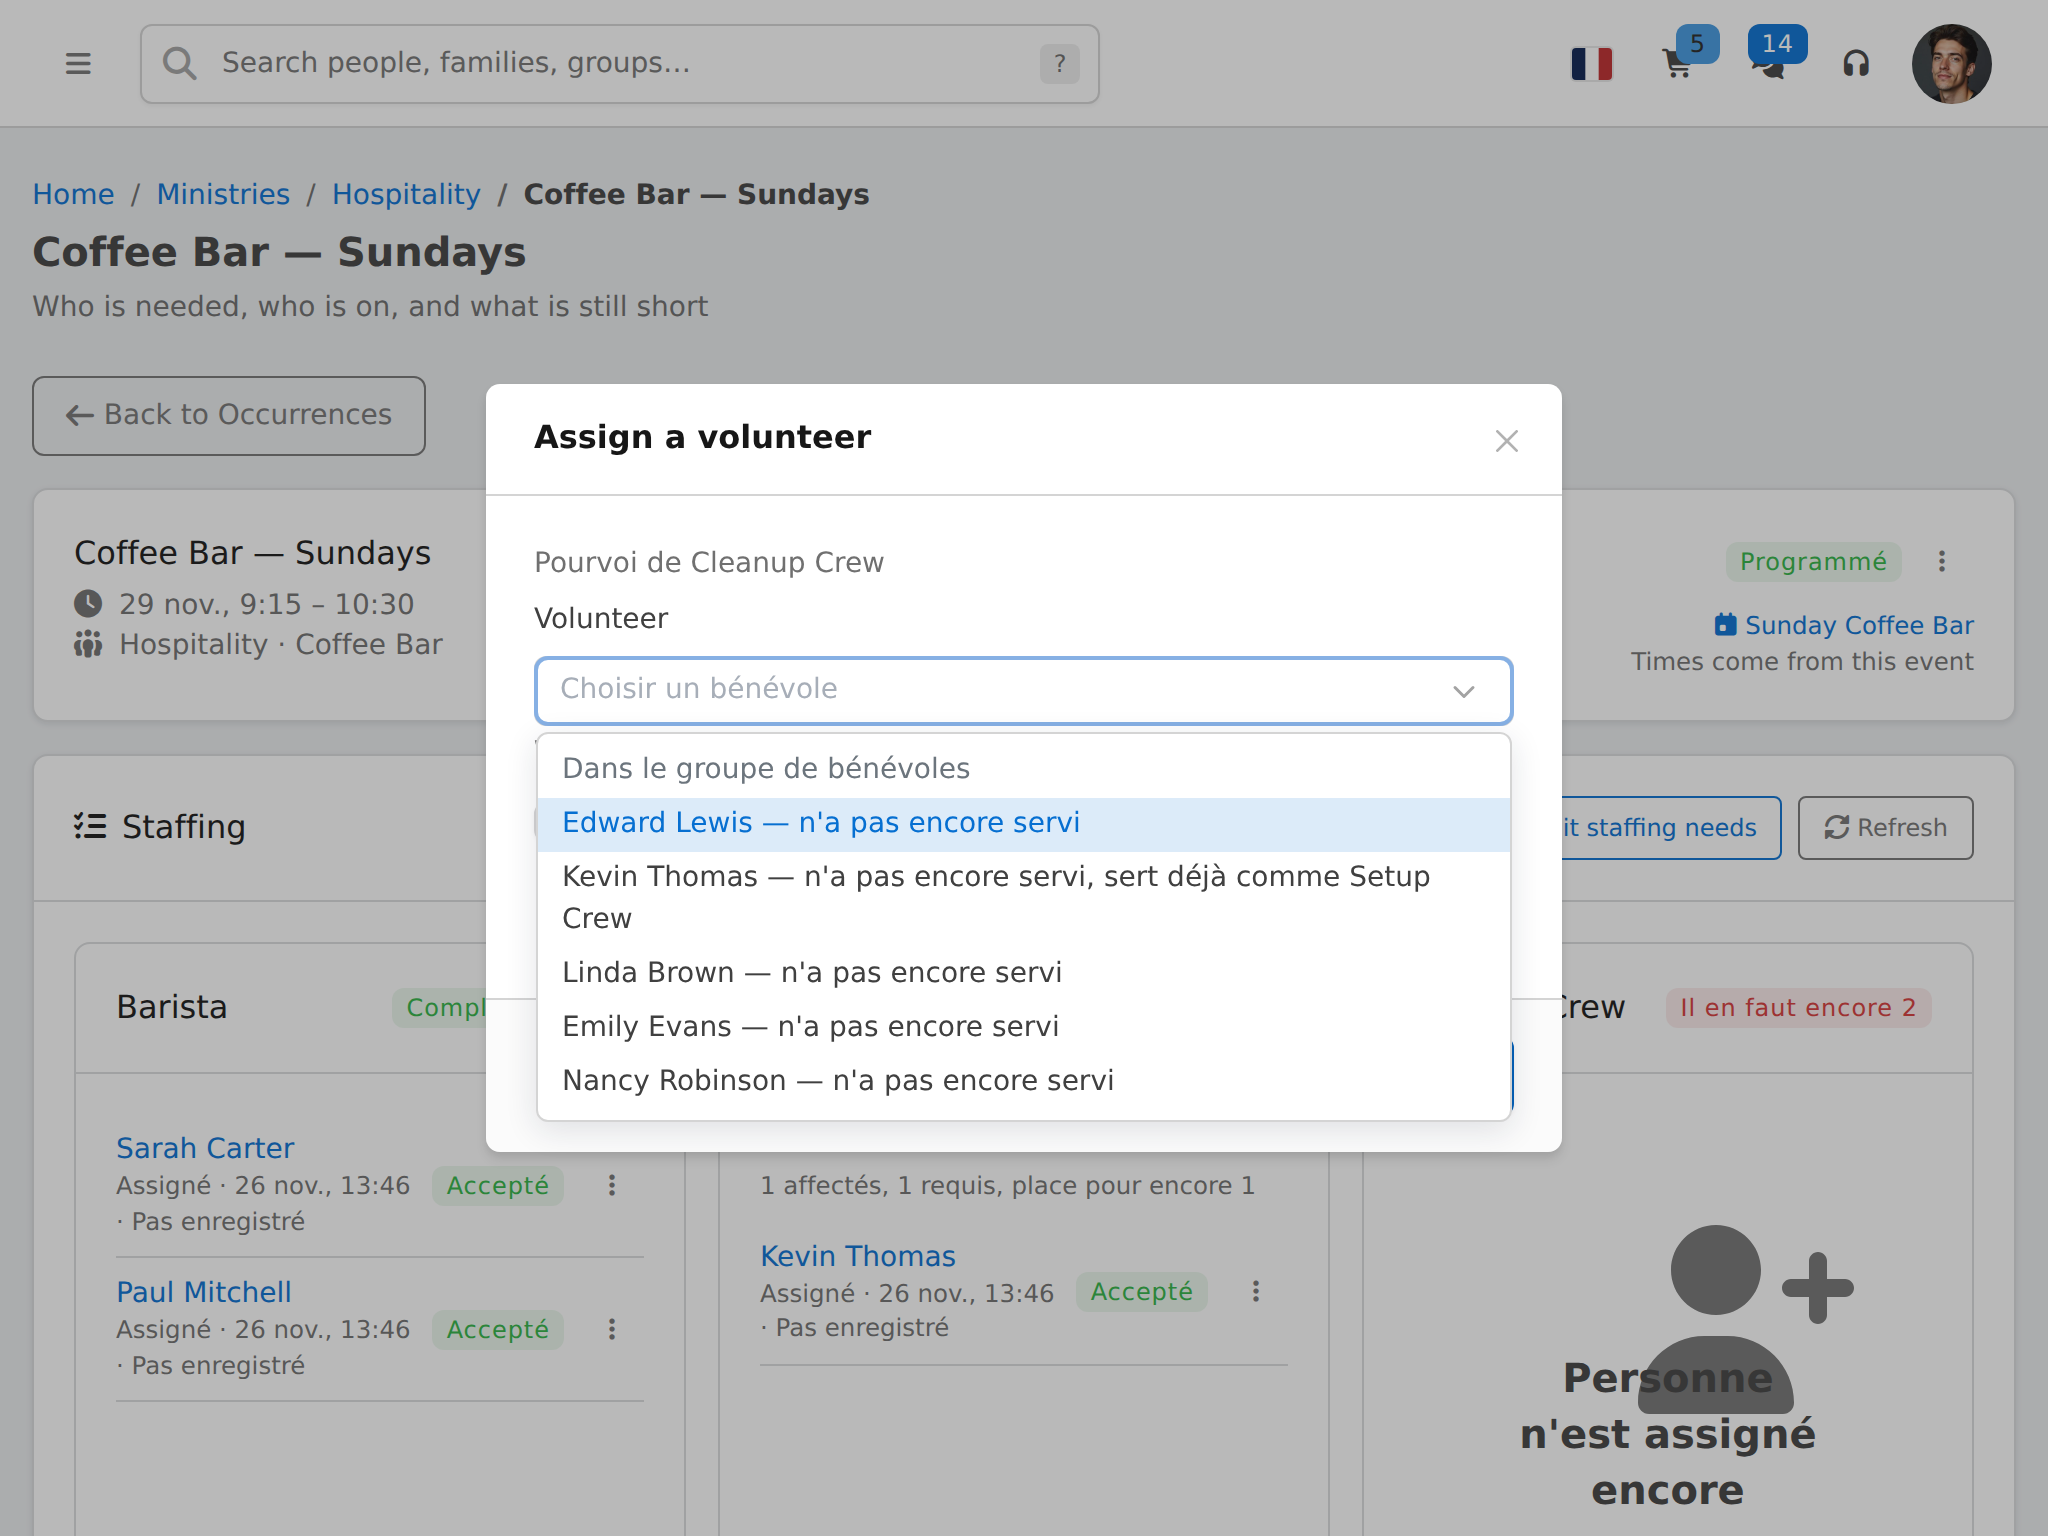 Search people, families, groups...
?
5
14
Home / Ministries / Hospitality / Coffee Bar — Sundays
Coffee Bar — Sundays
Who is needed, who is on, and what is still short
Back to Occurrences
Assign a volunteer
Pourvoi de Cleanup Crew
Volunteer
Choisir un bénévole
Dans le groupe de bénévoles
Edward Lewis — n'a pas encore servi
Kevin Thomas — n'a pas encore servi, sert déjà comme Setup
Crew
Linda Brown — n'a pas encore servi
Emily Evans — n'a pas encore servi
Nancy Robinson — n'a pas encore servi
Coffee Bar — Sundays
29 nov., 9:15 – 10:30
Hospitality · Coffee Bar
Programmé
Sunday Coffee Bar
Times come from this event
Staffing
it staffing needs
Refresh
Barista
Compl
Sarah Carter
Assigné · 26 nov., 13:46
· Pas enregistré
Accepté
Paul Mitchell
Assigné · 26 nov., 13:46
· Pas enregistré
Accepté
1 affectés, 1 requis, place pour encore 1
Kevin Thomas
Assigné · 26 nov., 13:46
· Pas enregistré
Accepté
Crew
Il en faut encore 2
Personne
n'est assigné
encore